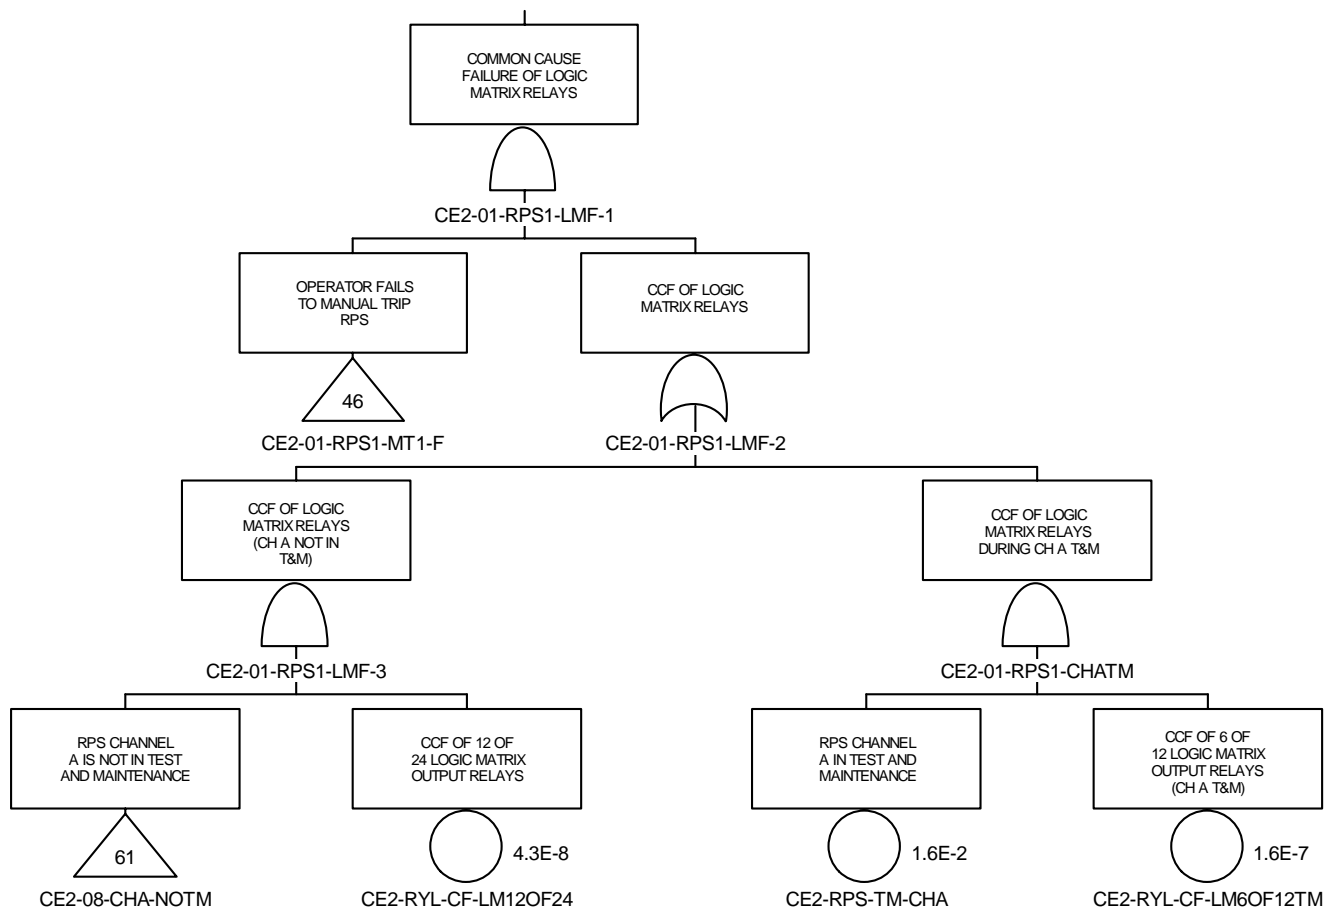 COMMON CAUSE
FAILURE OF LOGIC
MATRIX RELAYS
CE2-01-RPS1-LMF-1
OPERATOR FAILS
TO MANUAL TRIP
RPS
CCF OF LOGIC
MATRIX RELAYS
46
CE2-01-RPS1-MT1-F
CE2-01-RPS1-LMF-2
CCF OF LOGIC
MATRIX RELAYS
(CH A NOT IN
T&M)
CCF OF LOGIC
MATRIX RELAYS
DURING CH A T&M
CE2-01-RPS1-LMF-3
CE2-01-RPS1-CHATM
RPS CHANNEL
A IS NOT IN TEST
AND MAINTENANCE
CCF OF 12 OF
24 LOGIC MATRIX
OUTPUT RELAYS
RPS CHANNEL
A IN TEST AND
MAINTENANCE
CCF OF 6 OF
12 LOGIC MATRIX
OUTPUT RELAYS
(CH A T&M)
61
4.3E-8
1.6E-2
1.6E-7
CE2-08-CHA-NOTM
CE2-RYL-CF-LM12OF24
CE2-RPS-TM-CHA
CE2-RYL-CF-LM6OF12TM